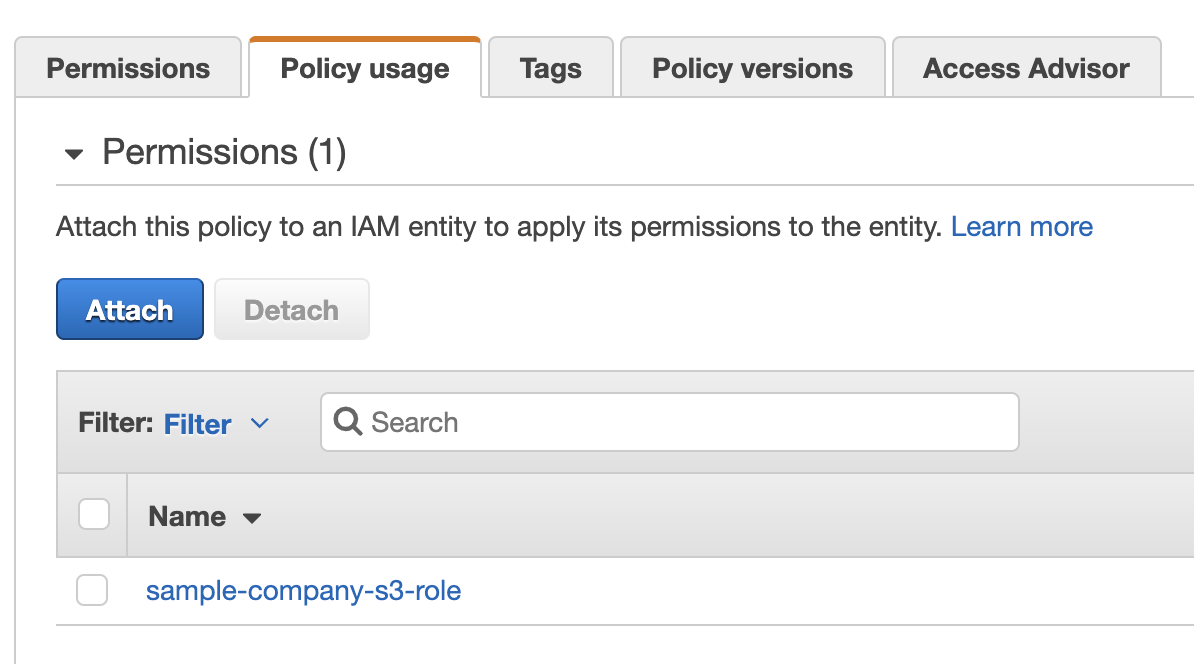 Permissions Policy usage Tags Policy versions Access Advisor
Permissions (1)
Attach this policy to an IAM entity to apply its permissions to the entity. Learn more
Attach Detach
Filter: Filter Search
Name
sample-company-s3-role